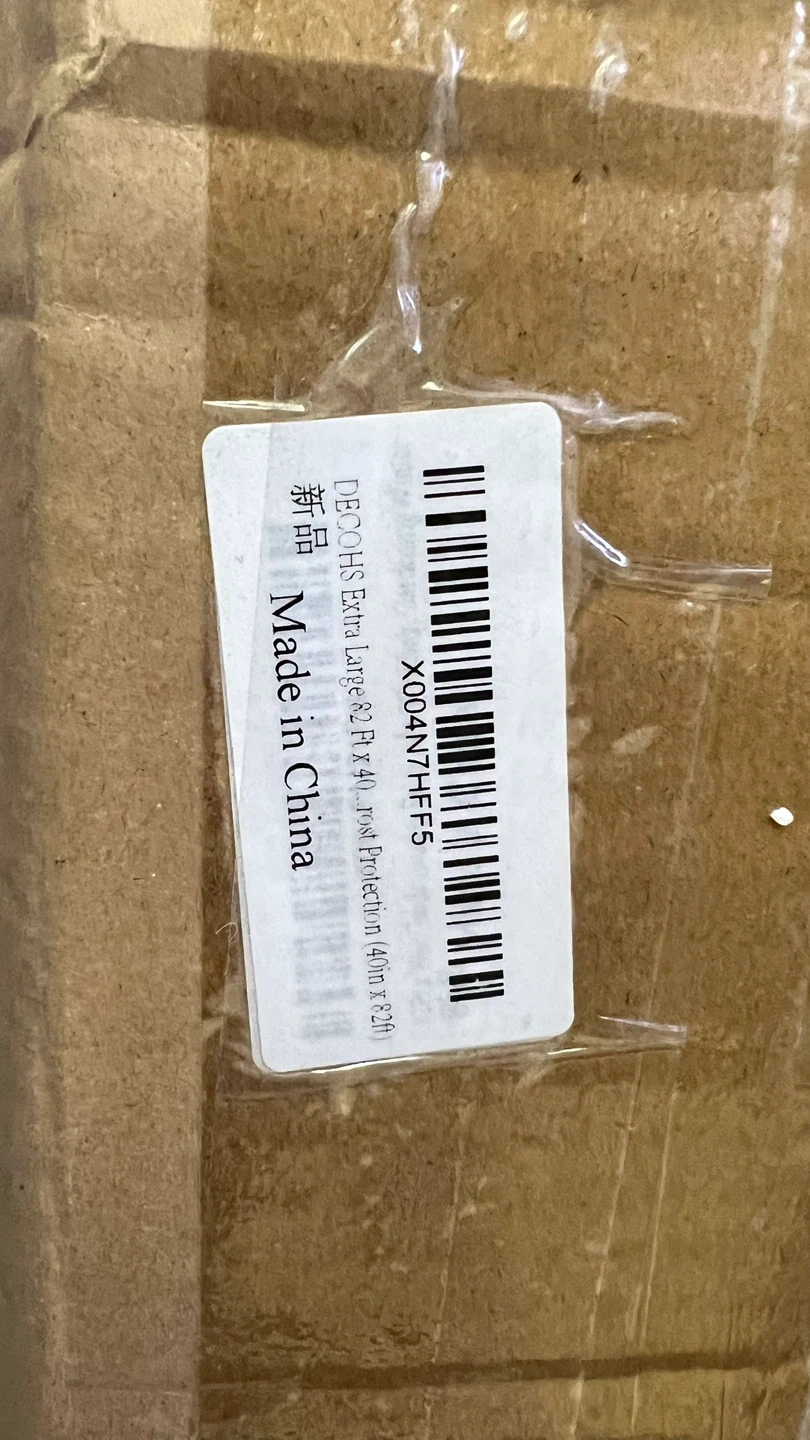 X004N7HFF5
DECOHS Extra Large 82 Ft x 40...rost Protection (40in x 82ft)
新品
Made in China